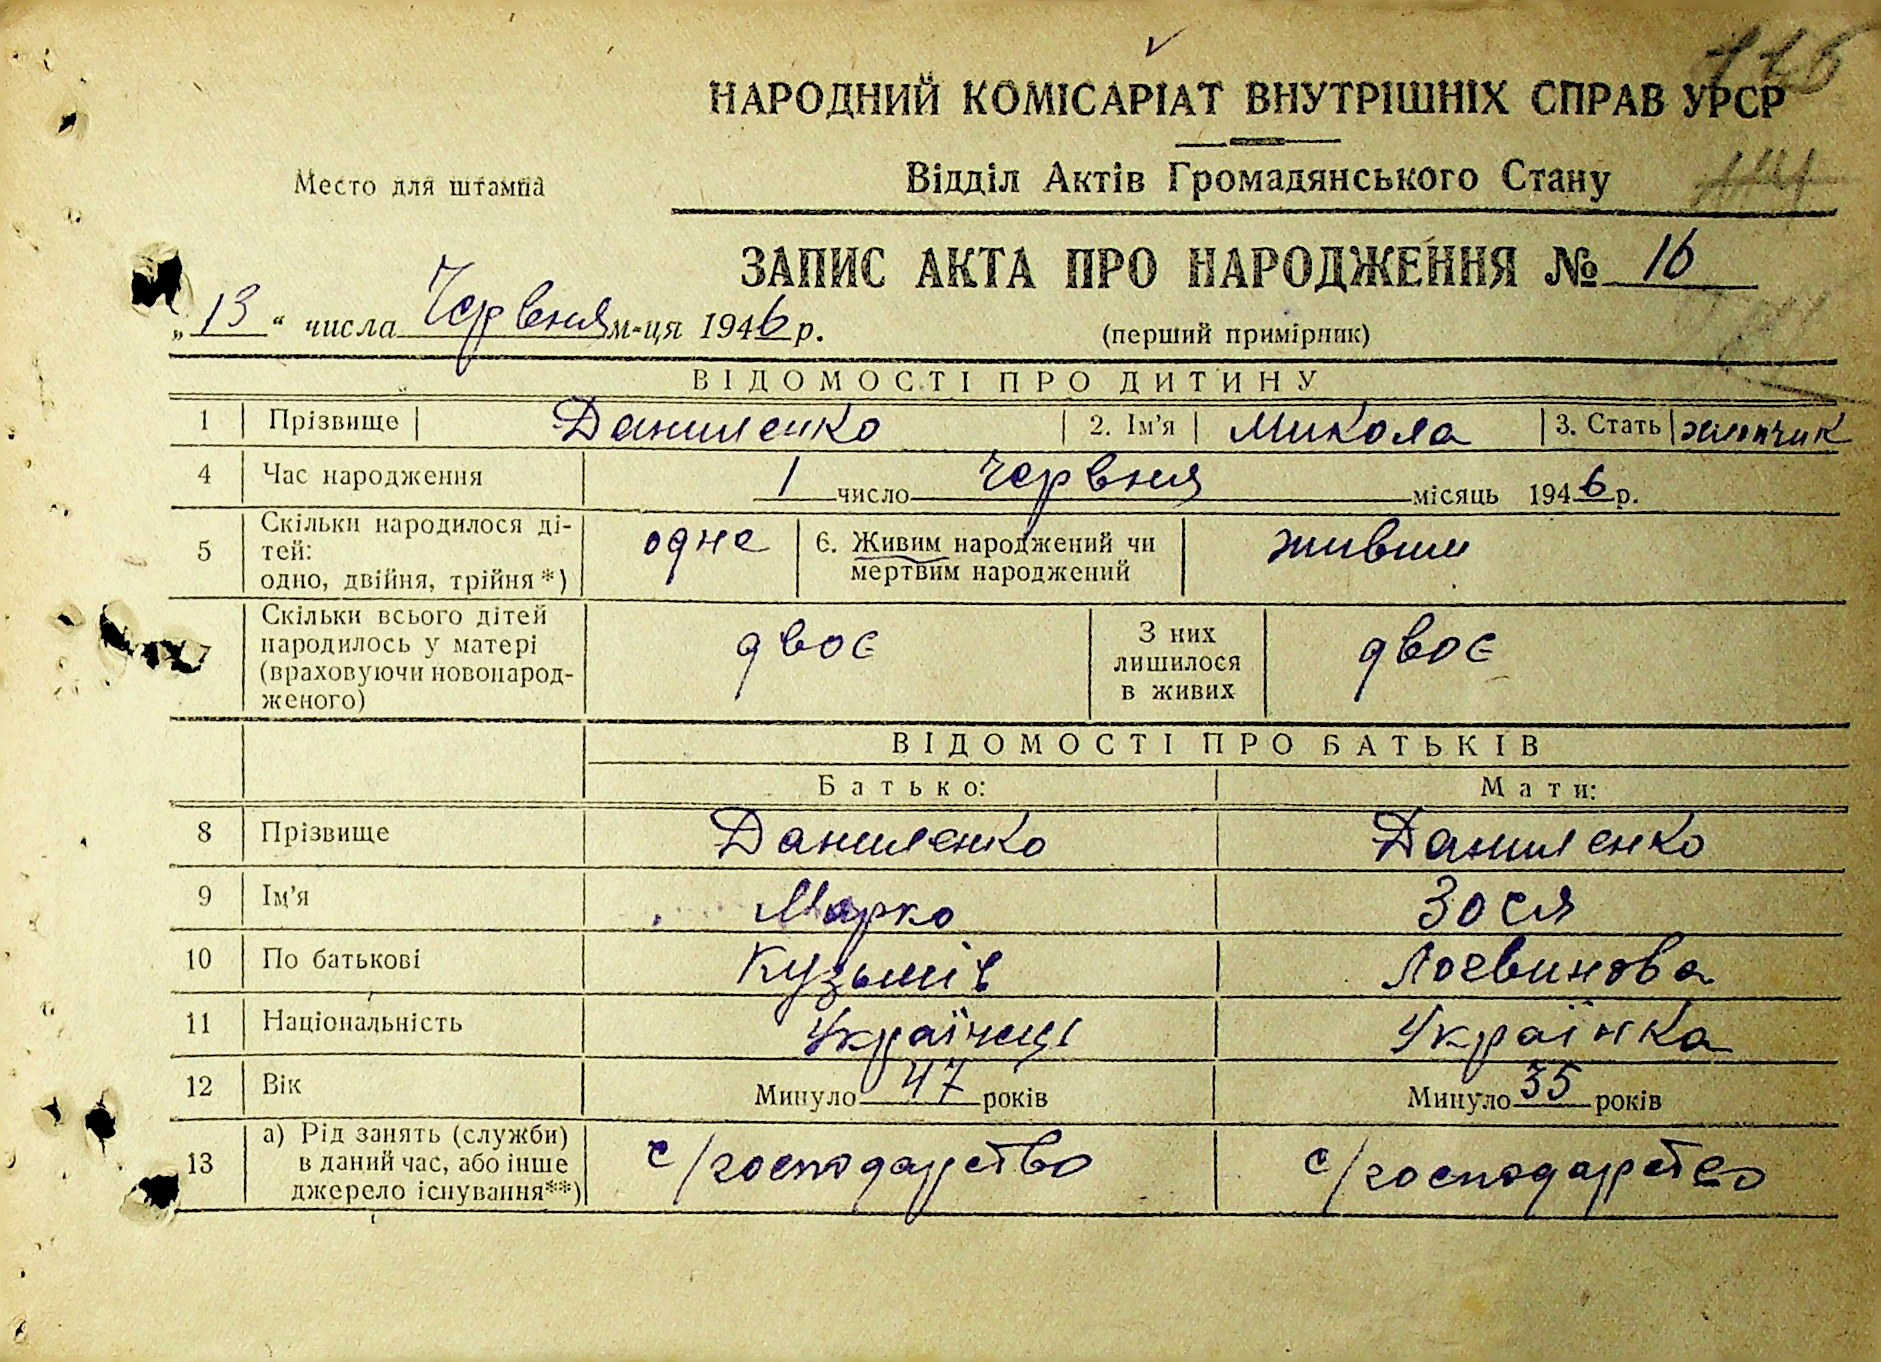 НАРОДНИЙ КОМІСАРІАТ ВНУТРІШНІХ СПРАВ УРСР
Место для штампа
Відділ Актів Громадянського Стану
ЗАПИС АКТА ПРО НАРОДЖЕННЯ № 16
„13“ числа Червня м-ця 1946 р.
(перший примірник)
ВІДОМОСТІ ПРО ДИТИНУ
1 Прізвище Даниленко 2. Ім'я Микола 3. Стать хлопчик
4 Час народження 1 число червня місяць 1946 р.
5 Скільки народилося ді-
тей:
одно, двійня, трійня*) одне 6. Живим народжений чи
мертвим народжений живим
7 Скільки всього дітей
народилось у матері
(враховуючи новонарод-
женого) двоє З них
лишилося
в живих двоє
ВІДОМОСТІ ПРО БАТЬКІВ
Батько: Мати:
8 Прізвище Даниленко Даниленко
9 Ім'я Марко Зося
10 По батькові Кузьмів
11 Національність Українець Українка
12 Вік Минуло 47 років Минуло 35 років
13 а) Рід занять (служби)
в даний час, або інше
джерело існування**) с/господарство с/господарство